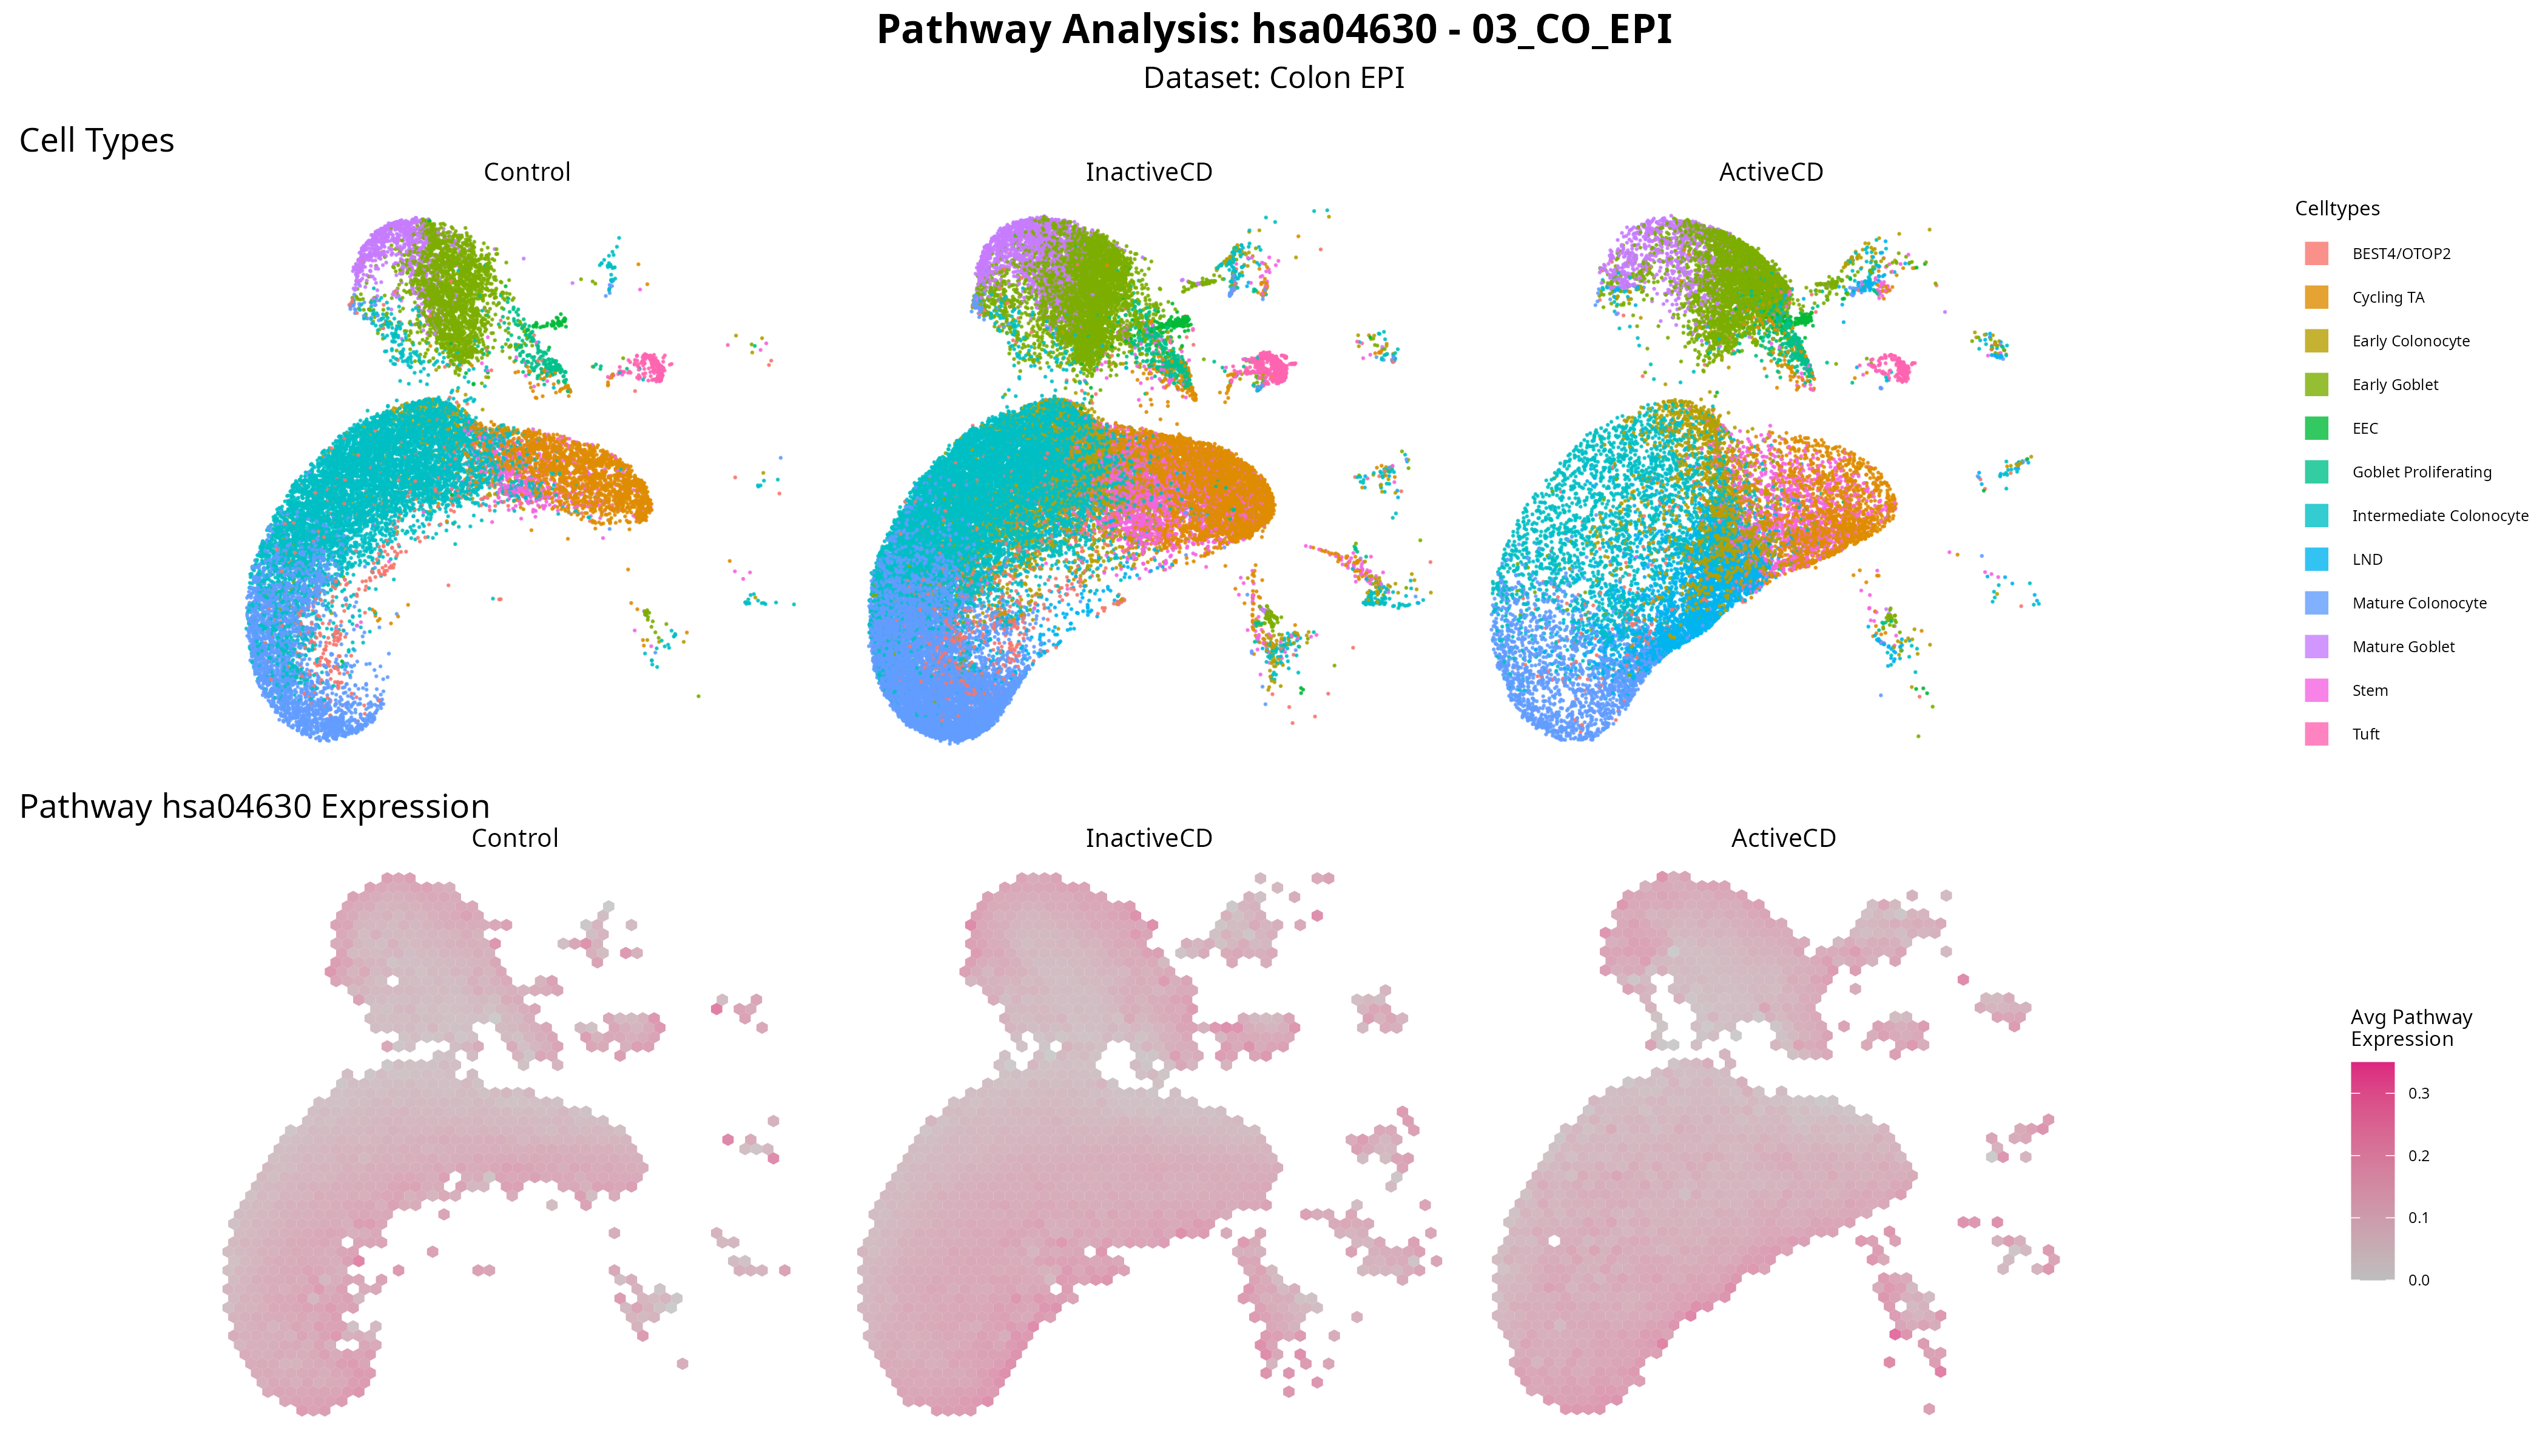 Pathway Analysis: hsa04630 - 03_CO_EPI
Dataset: Colon EPI
Cell Types
Control
InactiveCD
ActiveCD
Celltypes
BEST4/OTOP2
Cycling TA
Early Colonocyte
Early Goblet
EEC
Goblet Proliferating
Intermediate Colonocyte
LND
Mature Colonocyte
Mature Goblet
Stem
Tuft
Pathway hsa04630 Expression
Control
InactiveCD
ActiveCD
Avg Pathway
Expression
0.3
0.2
0.1
0.0